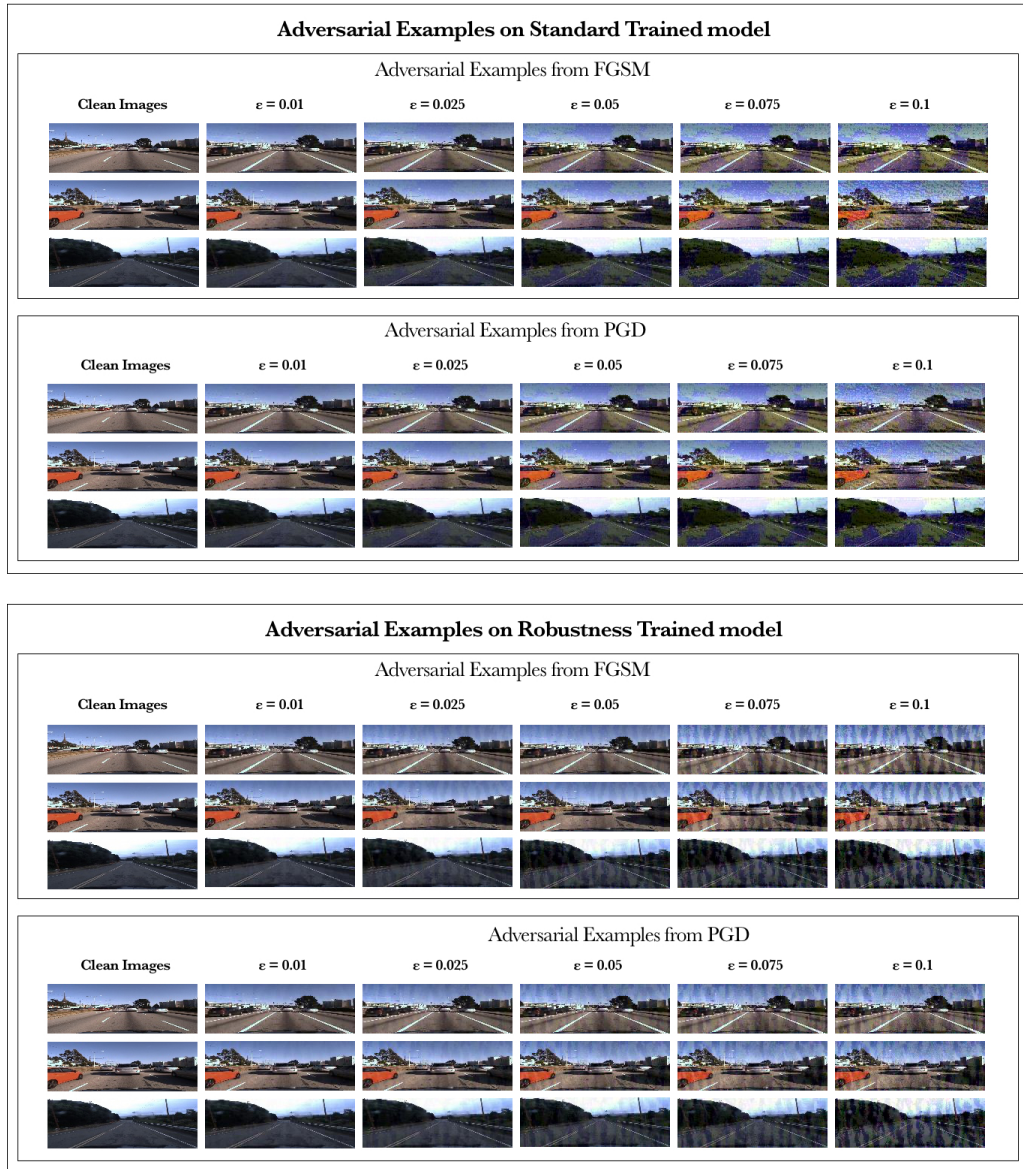 Adversarial Examples on Standard Trained model
Adversarial Examples from FGSM
Clean Images ε = 0.01 ε = 0.025 ε = 0.05 ε = 0.075 ε = 0.1
Adversarial Examples from PGD
Clean Images ε = 0.01 ε = 0.025 ε = 0.05 ε = 0.075 ε = 0.1
Adversarial Examples on Robustness Trained model
Adversarial Examples from FGSM
Clean Images ε = 0.01 ε = 0.025 ε = 0.05 ε = 0.075 ε = 0.1
Adversarial Examples from PGD
Clean Images ε = 0.01 ε = 0.025 ε = 0.05 ε = 0.075 ε = 0.1